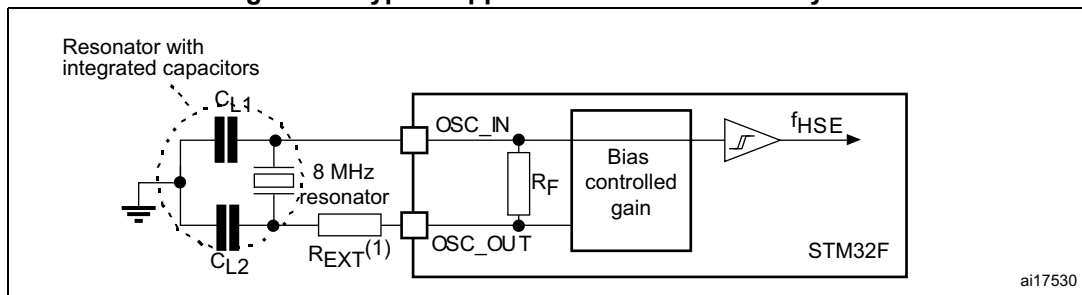 Resonator with
integrated capacitors
CL1
OSC_IN
fHSE
8 MHz
resonator
RF
Bias
controlled
gain
REXT(1)
OSC_OUT
CL2
STM32F
ai17530